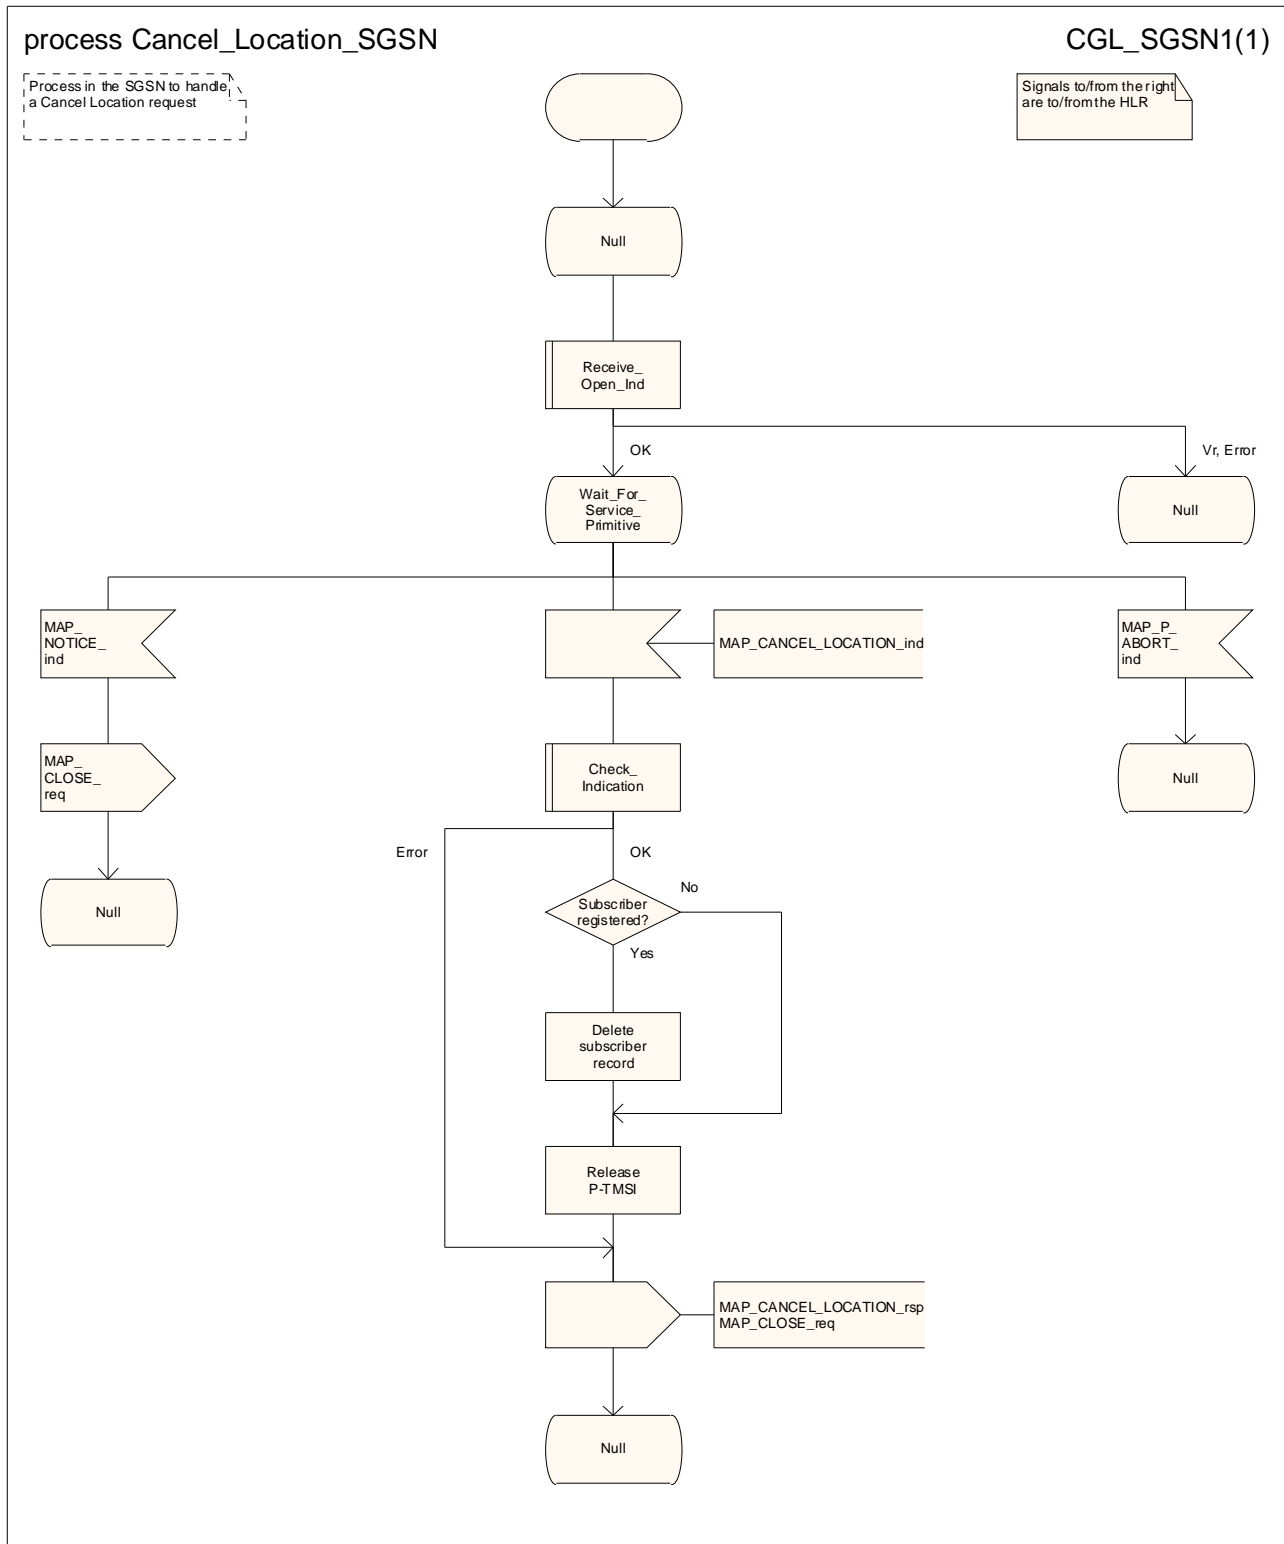 process Cancel_Location_SGSN
CGL_SGSN1(1)
Process in the SGSN to handle
a Cancel Location request
Signals to/from the right
are to/from the HLR
Null
Receive_
Open_Ind
OK
Vr, Error
Wait_For_
Service_
Primitive
Null
MAP_
NOTICE_
ind
MAP_CANCEL_LOCATION_ind
MAP_P_
ABORT_
ind
MAP_
CLOSE_
req
Check_
Indication
Null
Error
OK
No
Null
Subscriber
registered?
Yes
Delete
subscriber
record
Release
P-TMSI
MAP_CANCEL_LOCATION_rsp
MAP_CLOSE_req
Null